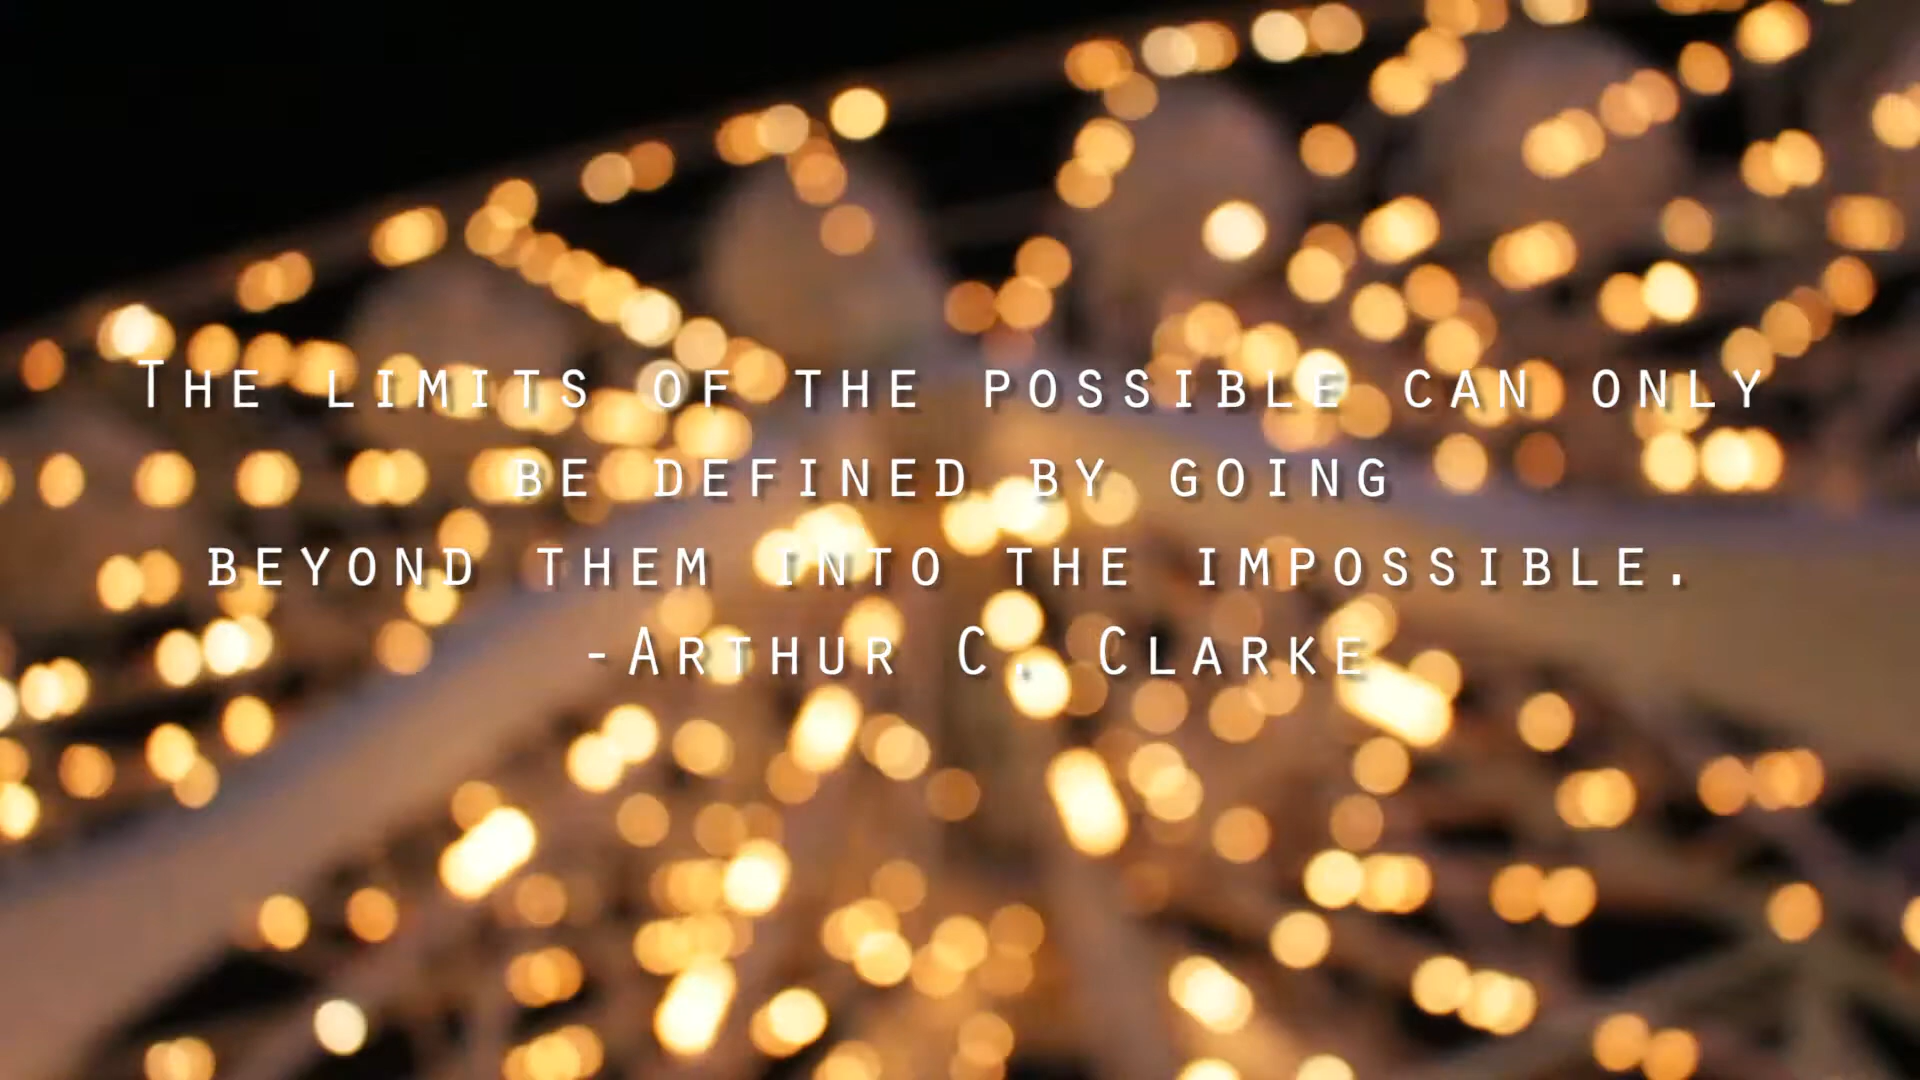 The limits of the possible can only
be defined by going
beyond them into the impossible.
-Arthur C. Clarke